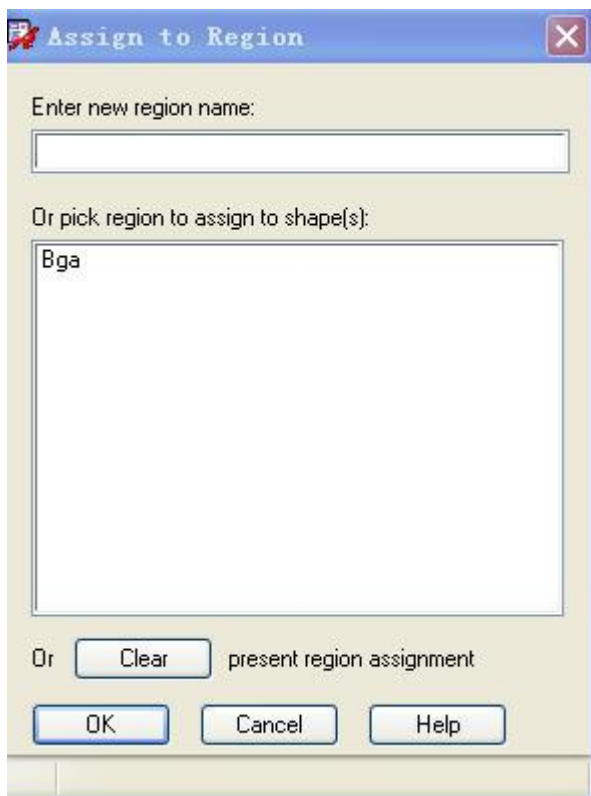 Assign to Region
Enter new region name:
Or pick region to assign to shape(s):
Bga
Or Clear present region assignment
OK Cancel Help